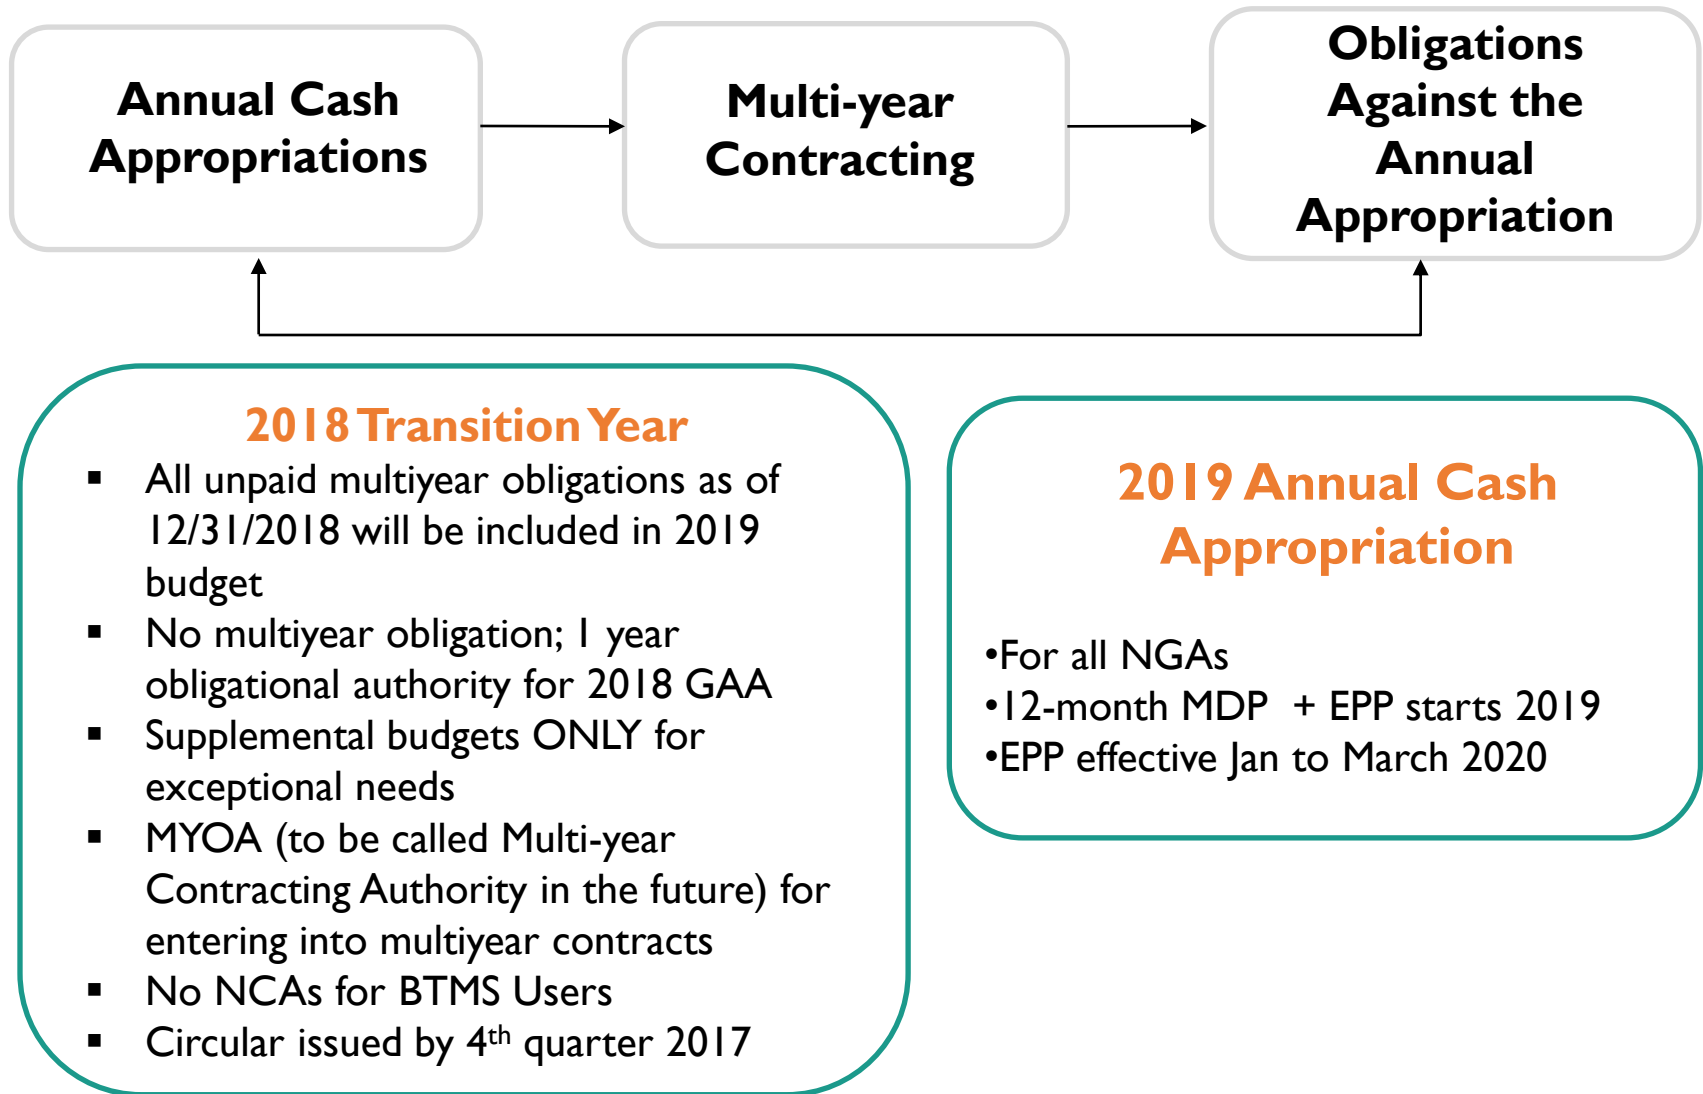 Annual Cash
Appropriations
Multi-year
Contracting
Obligations
Against the
Annual
Appropriation
2018 Transition Year
▪ All unpaid multiyear obligations as of
12/31/2018 will be included in 2019
budget
▪ No multiyear obligation; 1 year
obligational authority for 2018 GAA
▪ Supplemental budgets ONLY for
exceptional needs
▪ MYOA (to be called Multi-year
Contracting Authority in the future) for
entering into multiyear contracts
▪ No NCAs for BTMS Users
▪ Circular issued by 4th quarter 2017
2019 Annual Cash
Appropriation
•For all NGAs
•12-month MDP + EPP starts 2019
•EPP effective Jan to March 2020